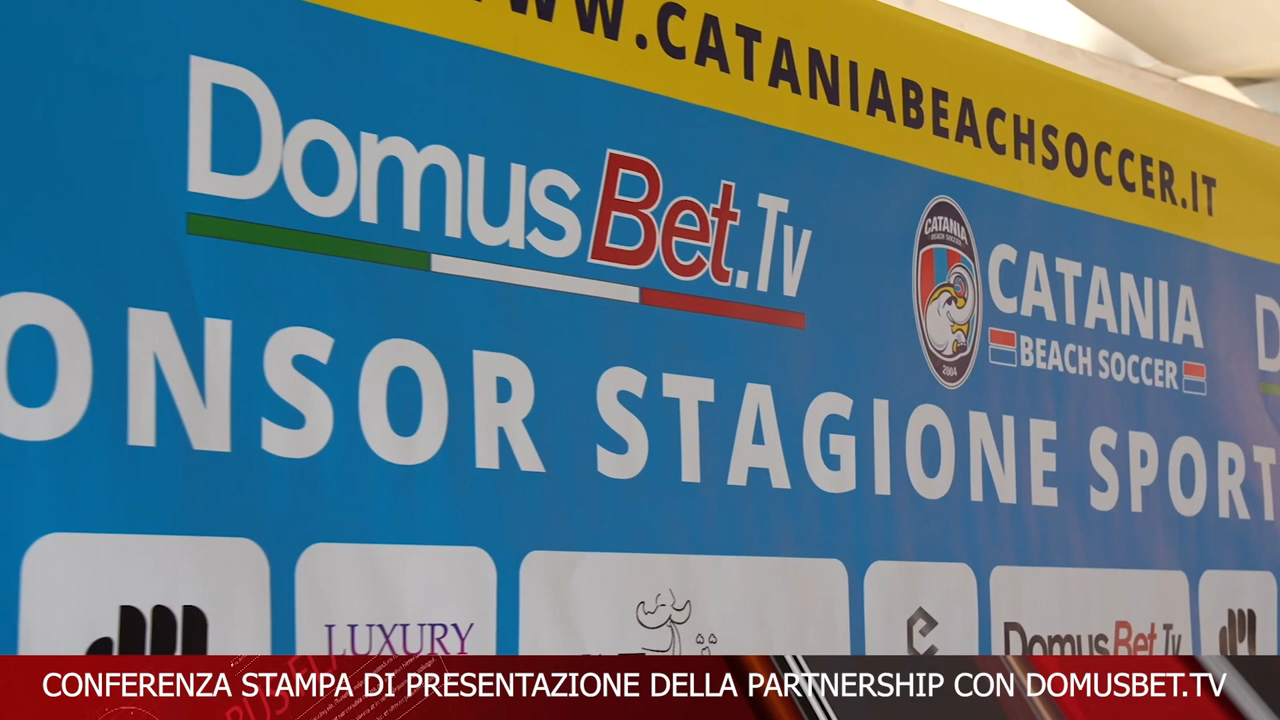 WWW.CATANIABEACHSOCCER.IT
DomusBet.Tv
CATANIA
BEACH SOCCER
2004
CATANIA
BEACH SOCCER
ONSOR STAGIONE SPORT
LUXURY
DomusBet.Tv
CONFERENZA STAMPA DI PRESENTAZIONE DELLA PARTNERSHIP CON DOMUSBET.TV